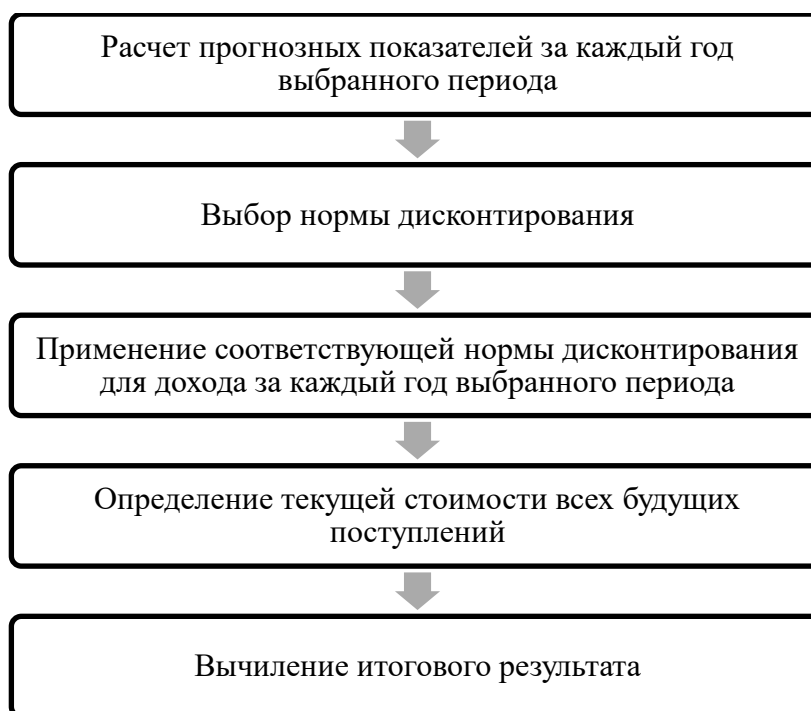 Расчет прогнозных показателей за каждый год
выбранного периода
Выбор нормы дисконтирования
Применение соответствующей нормы дисконтирования
для дохода за каждый год выбранного периода
Определение текущей стоимости всех будущих
поступлений
Вычиление итогового результата